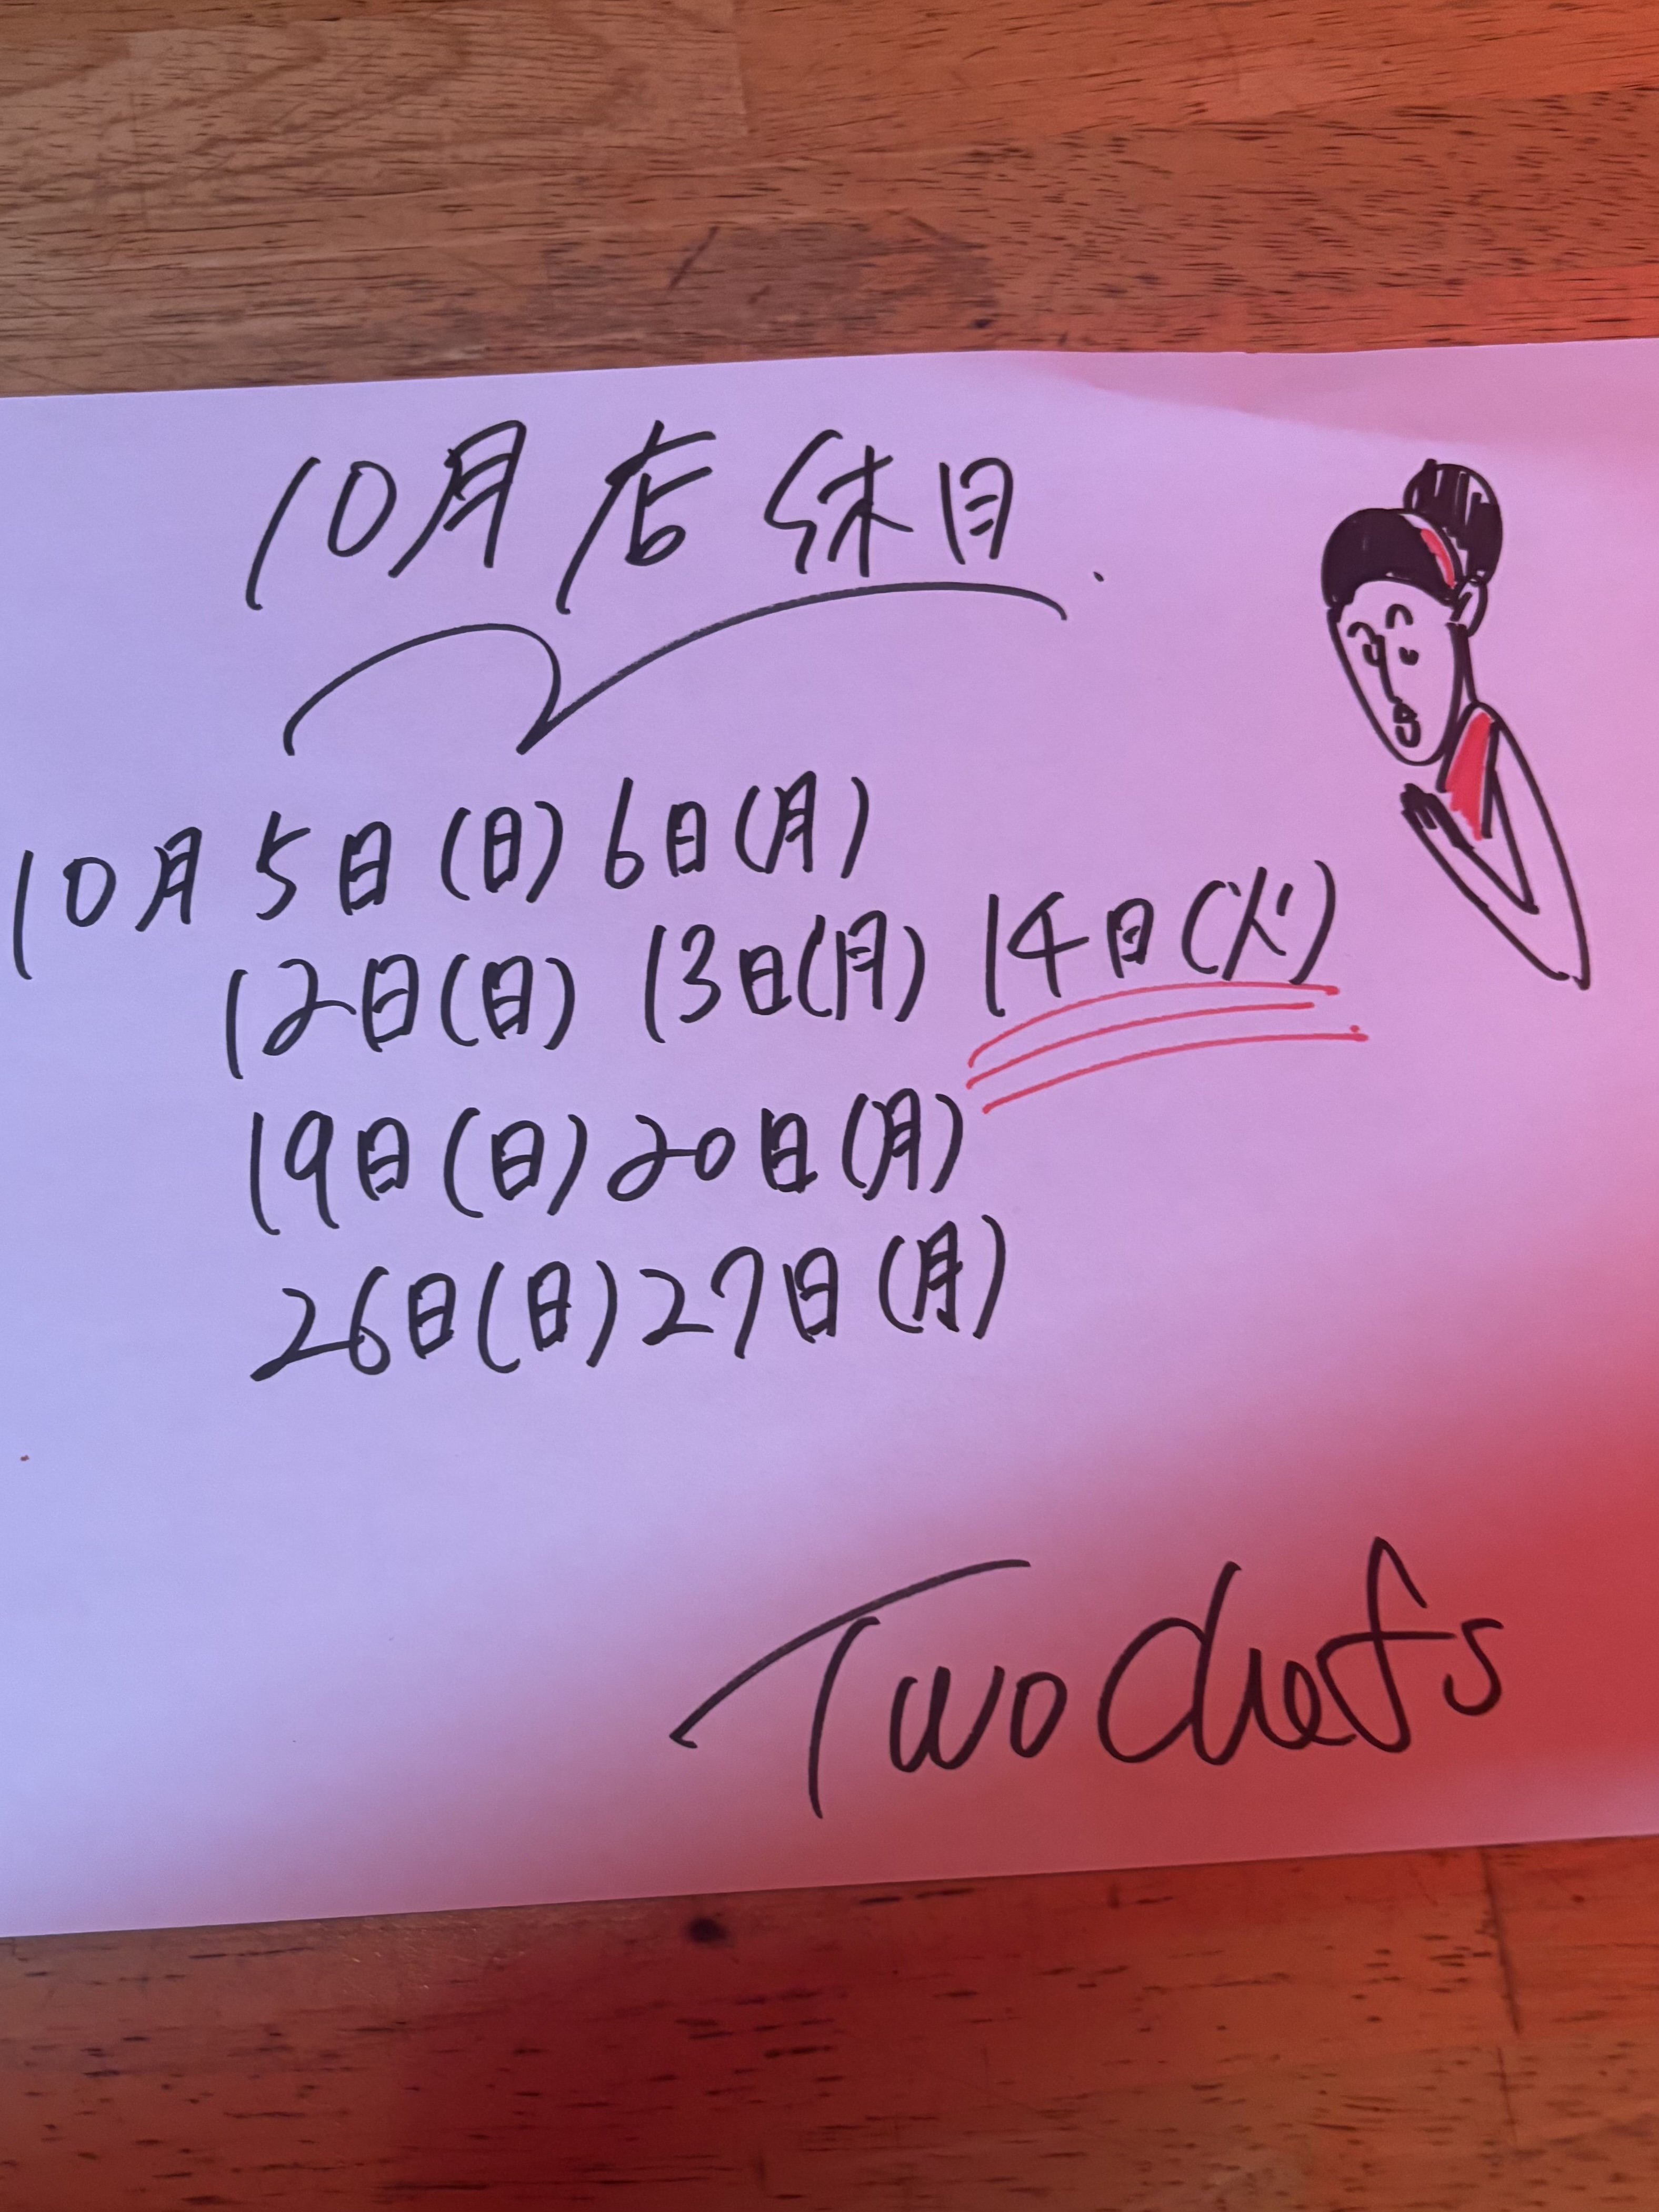 10月店休日.
10月 5日(日) 6日(月)
12日(日) 13日(月) 14日(火)
19日(日) 20日(月)
26日(日) 27日(月)
Two Chefs